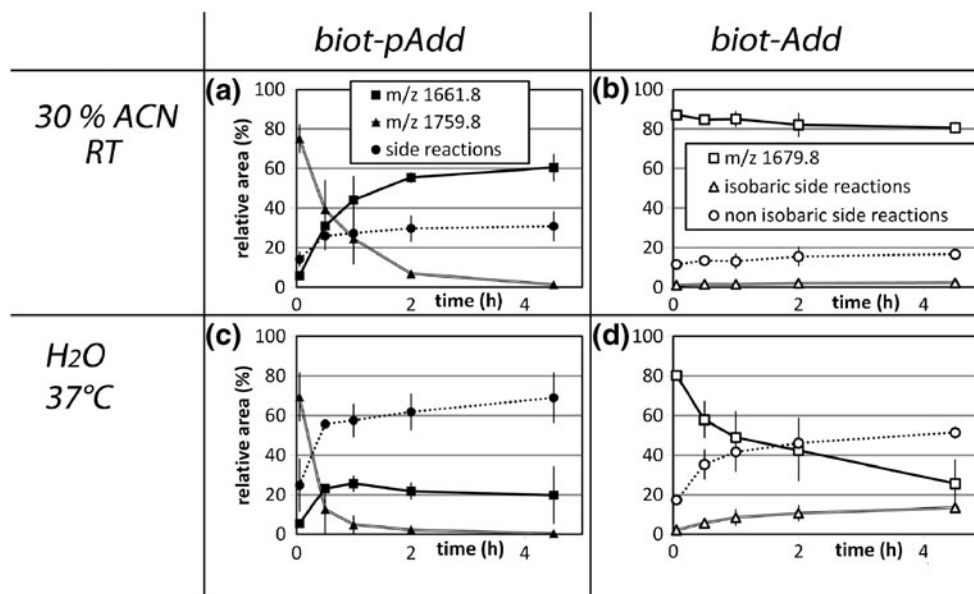 biot-pAdd
biot-Add
30 % ACN
RT
(a)
relative area (%)
100
80
60
40
20
0
m/z 1661.8
m/z 1759.8
side reactions
0
2
time (h)
4
(b)
100
80
60
40
20
0
m/z 1679.8
isobaric side reactions
non isobaric side reactions
0
2
time (h)
4
H2O
37°C
(c)
relative area (%)
100
80
60
40
20
0
0
time (h)
2
4
(d)
100
80
60
40
20
0
0
2
time (h)
4